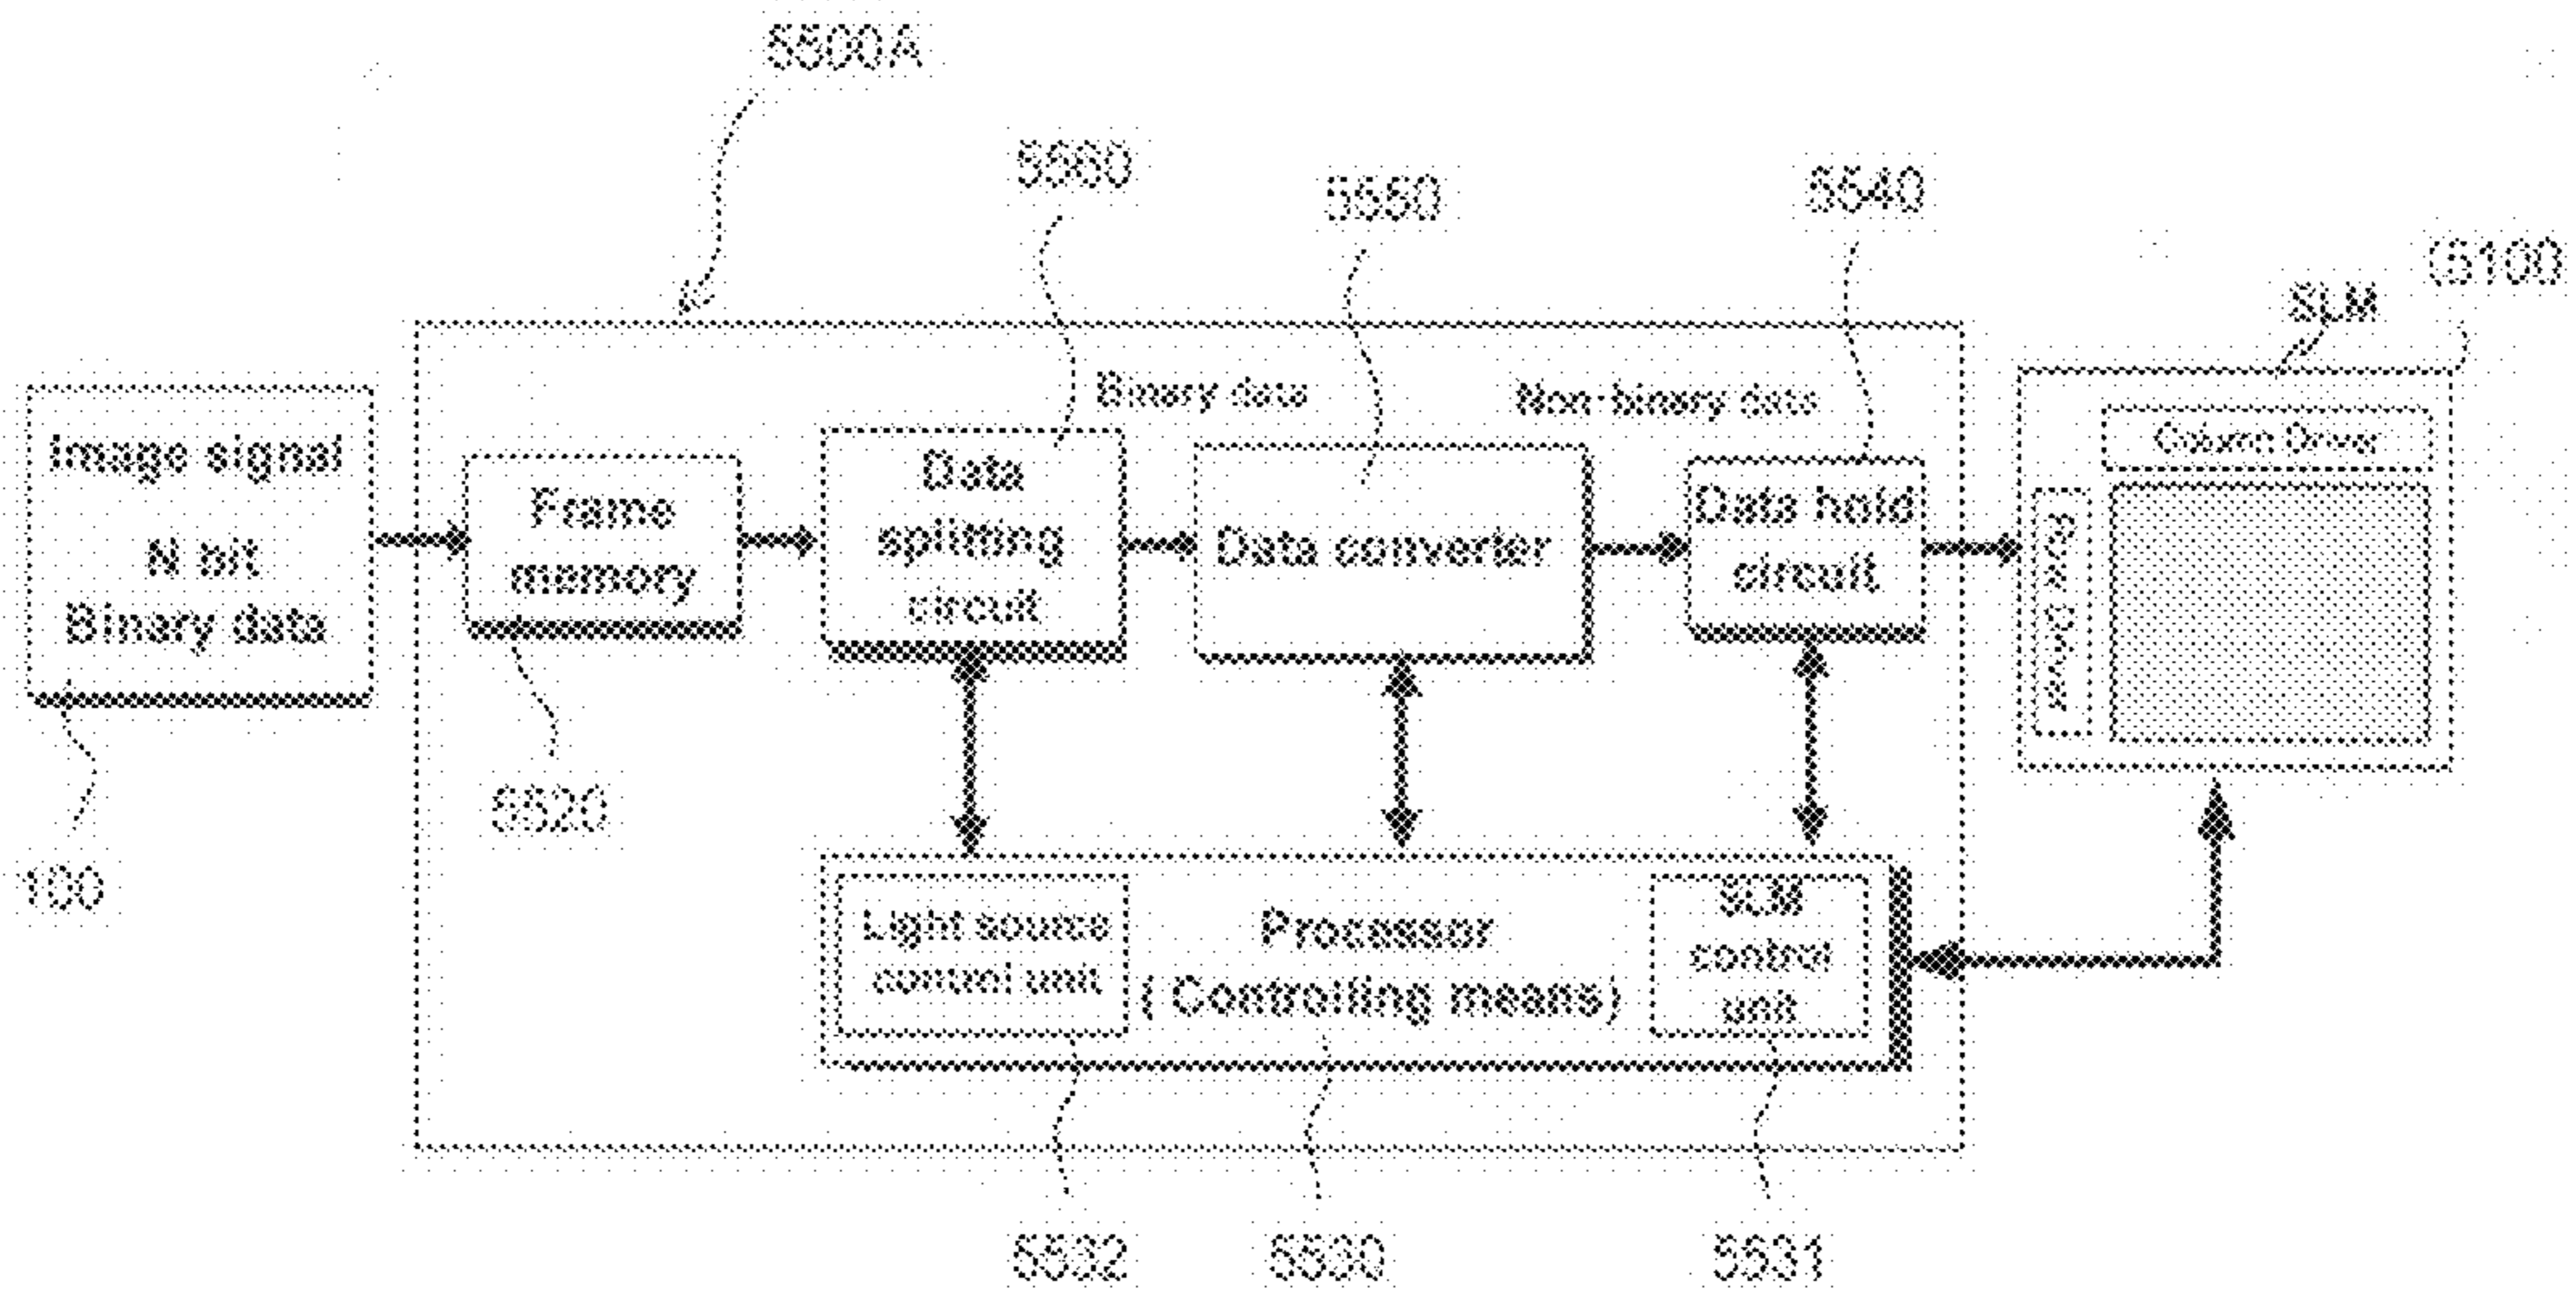 5500A
5560
5550
5540
5100
SLM
Binary data
Non-binary data
Image signal
N bit
Binary data
Frame
memory
Data
splitting
circuit
Data converter
Data hold
circuit
Column Driver
Row Driver
5520
100
Light source
control unit
Processor
( Controlling means)
SLM
control
unit
5532
5530
5531